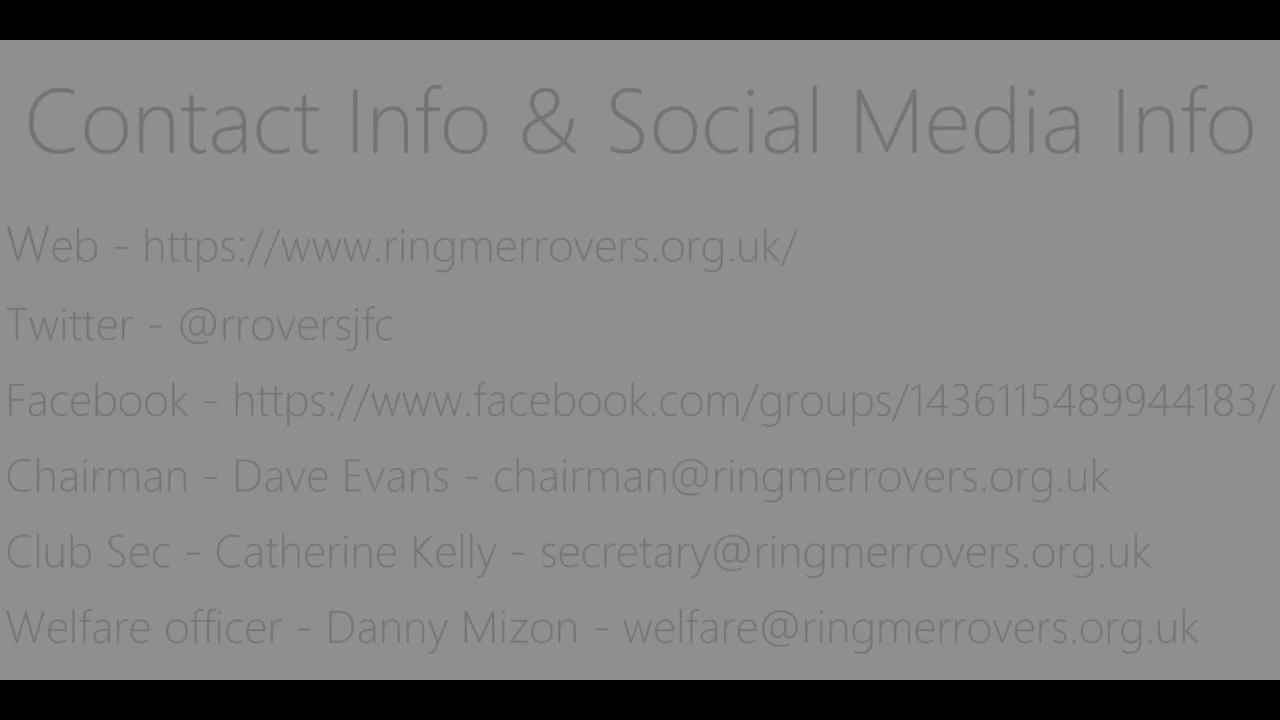 Contact Info & Social Media Info
Web - https://www.ringmerrovers.org.uk/
Twitter - @rroversjfc
Facebook - https://www.facebook.com/groups/1436115489944183/
Chairman - Dave Evans - chairman@ringmerrovers.org.uk
Club Sec - Catherine Kelly - secretary@ringmerrovers.org.uk
Welfare officer - Danny Mizon - welfare@ringmerrovers.org.uk